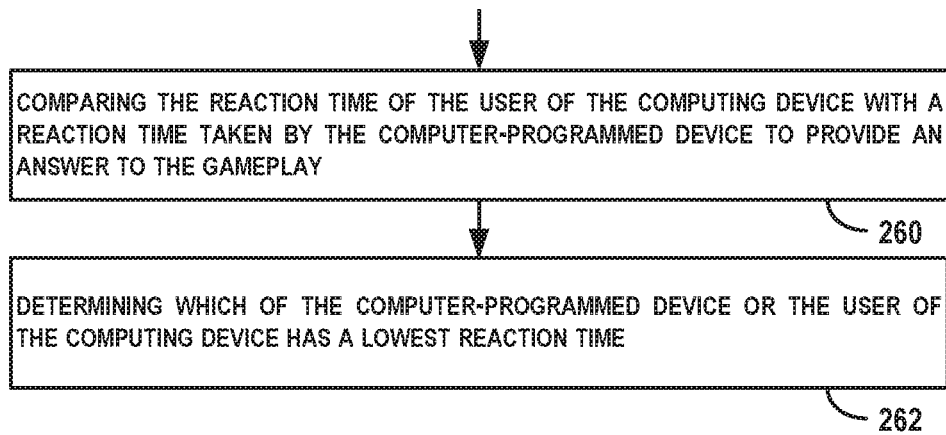 COMPARING THE REACTION TIME OF THE USER OF THE COMPUTING DEVICE WITH A
REACTION TIME TAKEN BY THE COMPUTER-PROGRAMMED DEVICE TO PROVIDE AN
ANSWER TO THE GAMEPLAY
260
DETERMINING WHICH OF THE COMPUTER-PROGRAMMED DEVICE OR THE USER OF
THE COMPUTING DEVICE HAS A LOWEST REACTION TIME
262